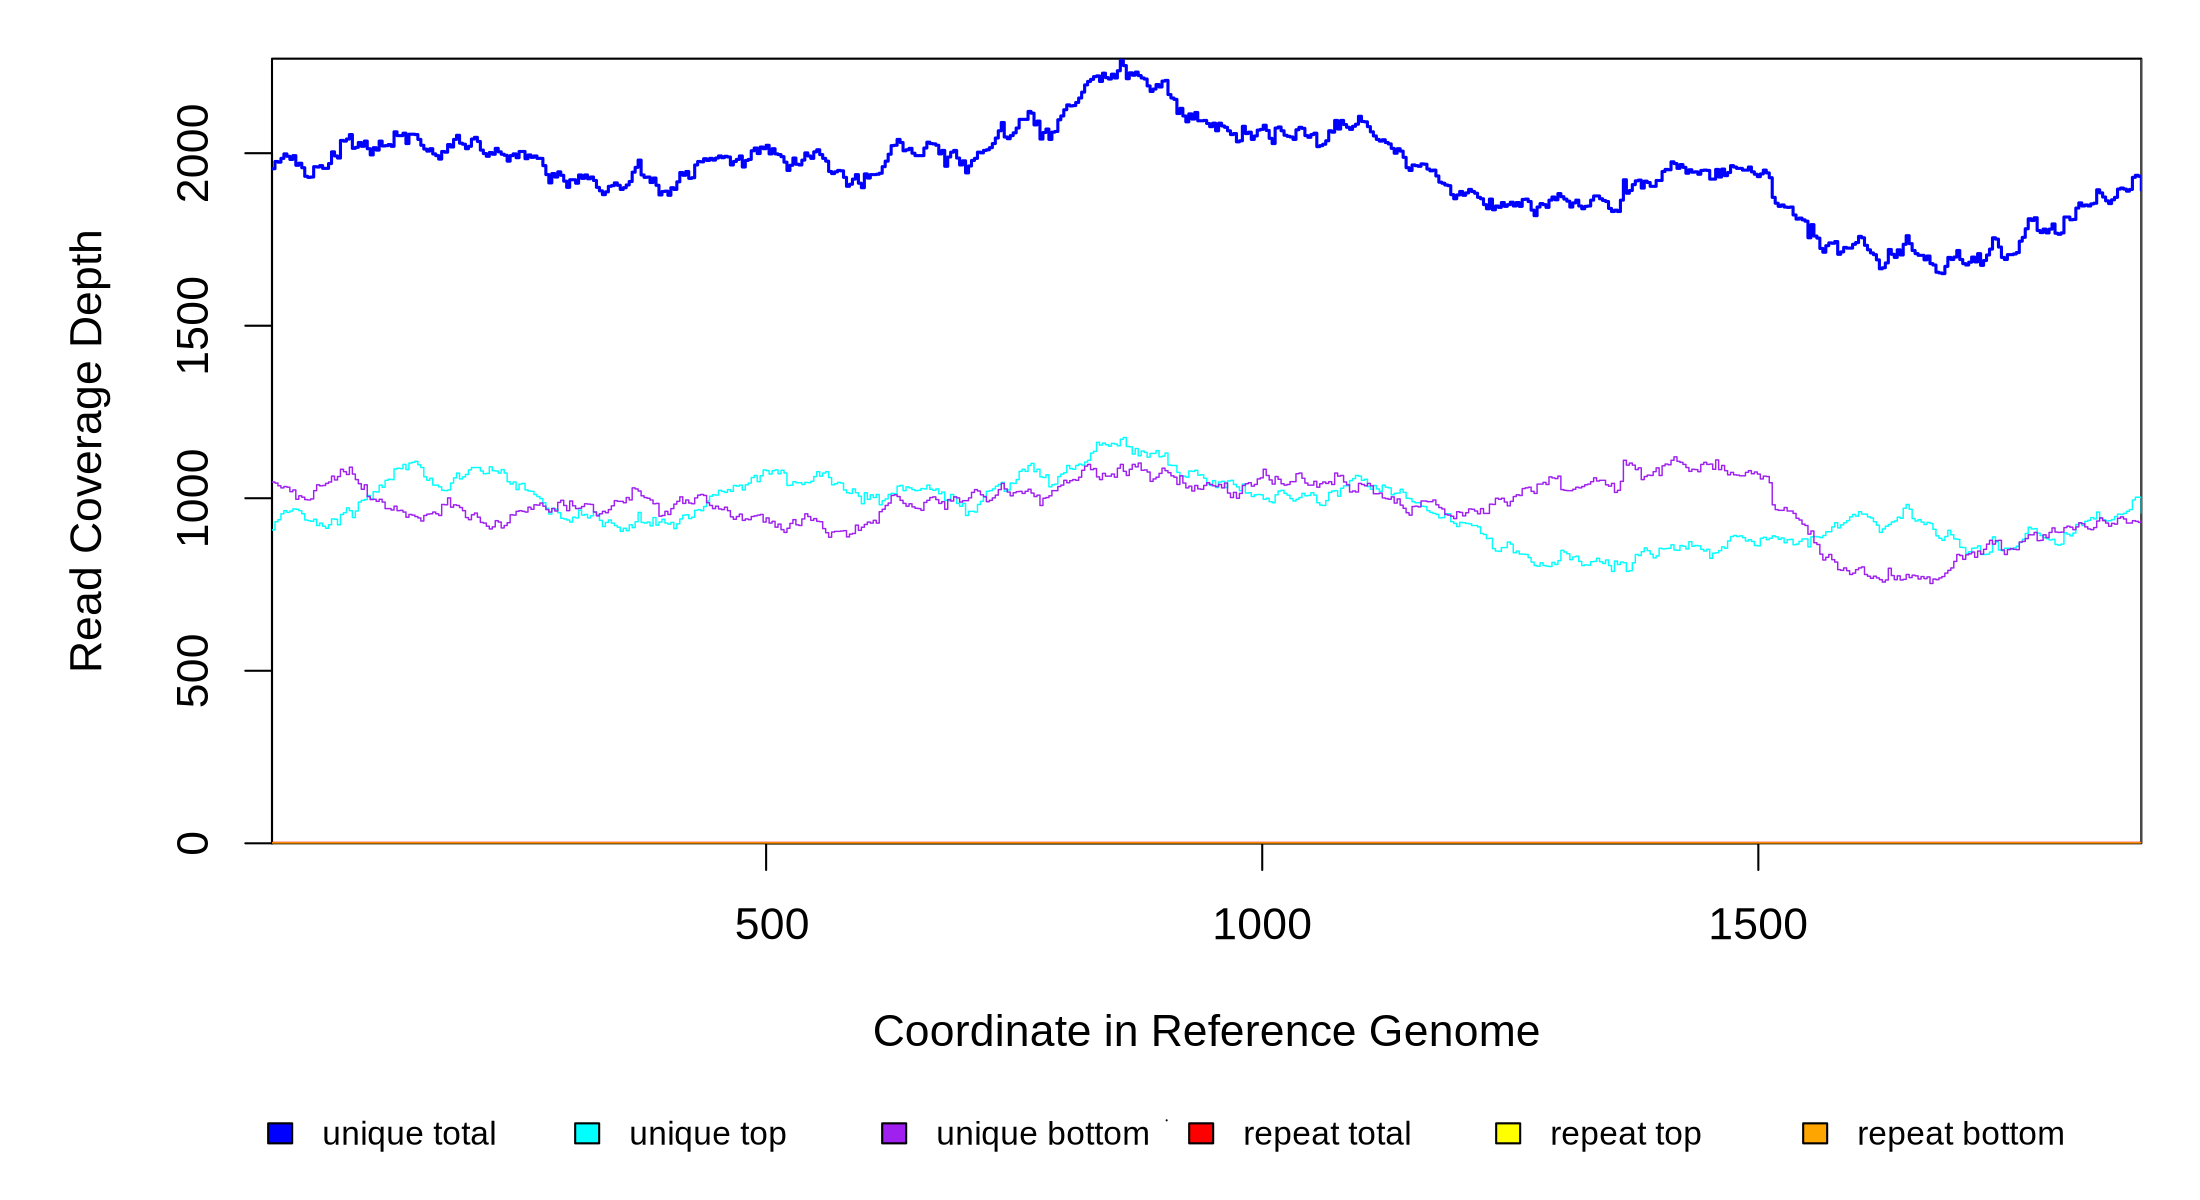 Read Coverage Depth
2000
1500
1000
500
0
500 1000 1500
Coordinate in Reference Genome
unique total unique top unique bottom repeat total repeat top repeat bottom